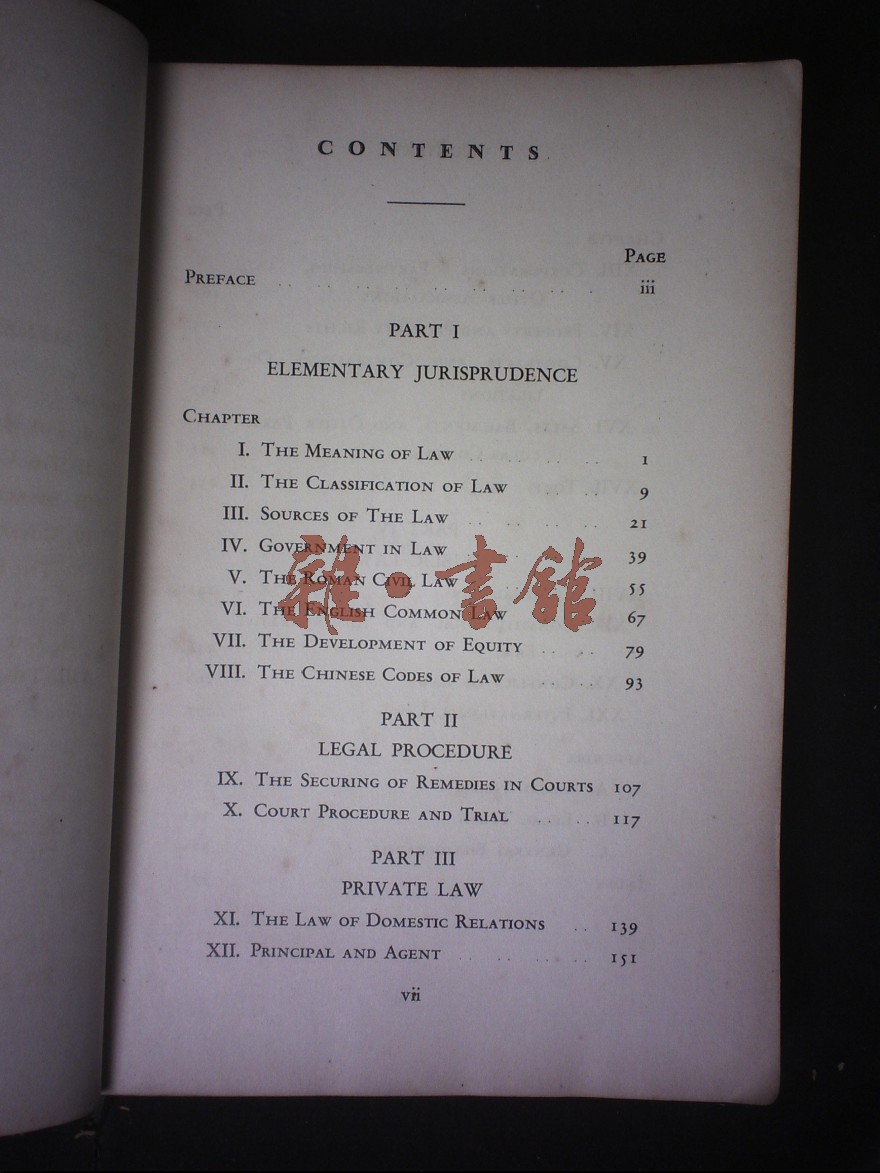 CONTENTS
PAGE
PREFACE .. .. .. .. .. .. .. .. iii
PART I
ELEMENTARY JURISPRUDENCE
CHAPTER
I. THE MEANING OF LAW .. .. .. .. 1
II. THE CLASSIFICATION OF LAW .. .. 9
III. SOURCES OF THE LAW .. .. .. .. 21
IV. GOVERNMENT IN LAW .. .. .. .. 39
V. THE ROMAN CIVIL LAW .. .. .. 55
VI. THE ENGLISH COMMON LAW .. .. 67
VII. THE DEVELOPMENT OF EQUITY .. .. 79
VIII. THE CHINESE CODES OF LAW .. .. 93
雜·書館
PART II
LEGAL PROCEDURE
IX. THE SECURING OF REMEDIES IN COURTS 107
X. COURT PROCEDURE AND TRIAL .. .. 117
PART III
PRIVATE LAW
XI. THE LAW OF DOMESTIC RELATIONS .. 139
XII. PRINCIPAL AND AGENT .. .. .. .. 151
vii